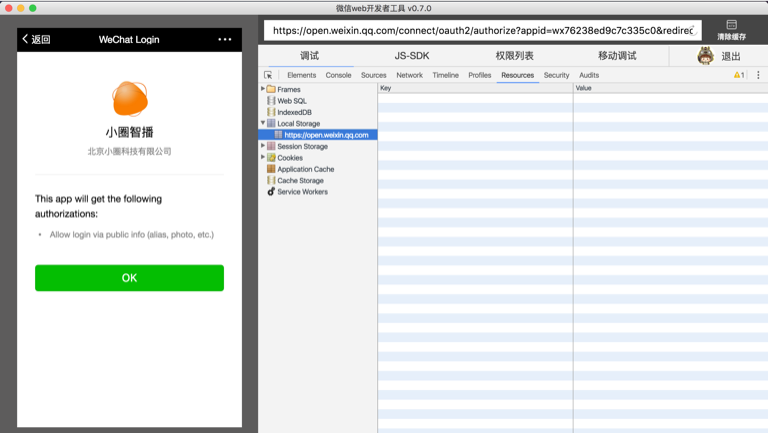 微信web开发者工具 v0.7.0
返回
WeChat Login
小圈智播
北京小圈科技有限公司
This app will get the following
authorizations:
• Allow login via public info (alias, photo, etc.)
OK
https://open.weixin.qq.com/connect/oauth2/authorize?appid=wx76238ed9c7c335c0&redirec
清除缓存
调试
JS-SDK
权限列表
移动调试
退出
Elements
Console
Sources
Network
Timeline
Profiles
Resources
Security
Audits
1
Frames
Web SQL
IndexedDB
Local Storage
https://open.weixin.qq.com
Session Storage
Cookies
Application Cache
Cache Storage
Service Workers
Key
Value